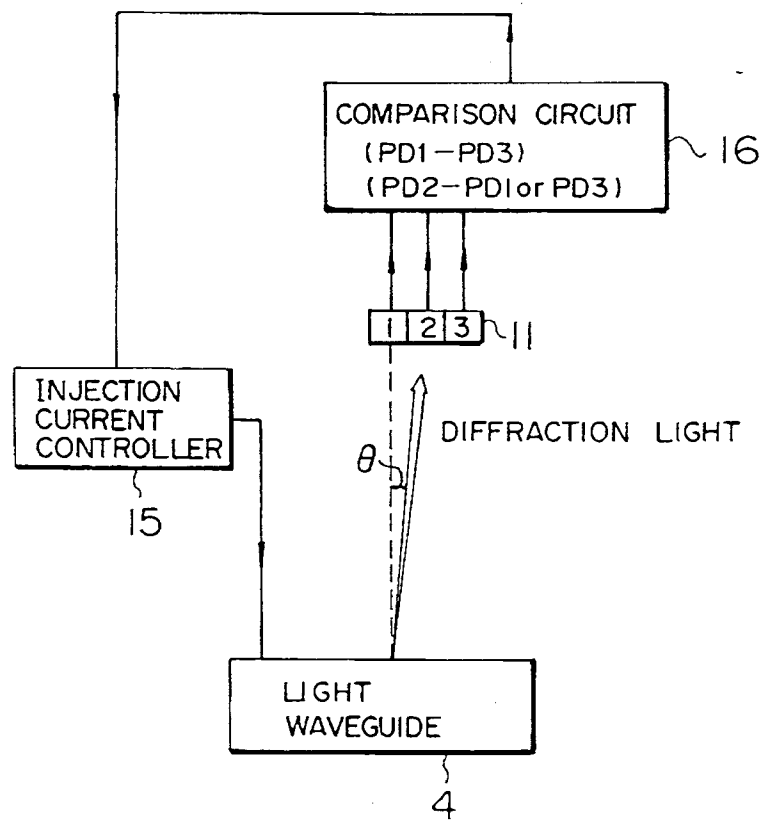 COMPARISON CIRCUIT
(PD1-PD3)
(PD2-PD1 or PD3)
16
1 2 3
11
INJECTION
CURRENT
CONTROLLER
15
θ
DIFFRACTION LIGHT
LIGHT
WAVEGUIDE
4